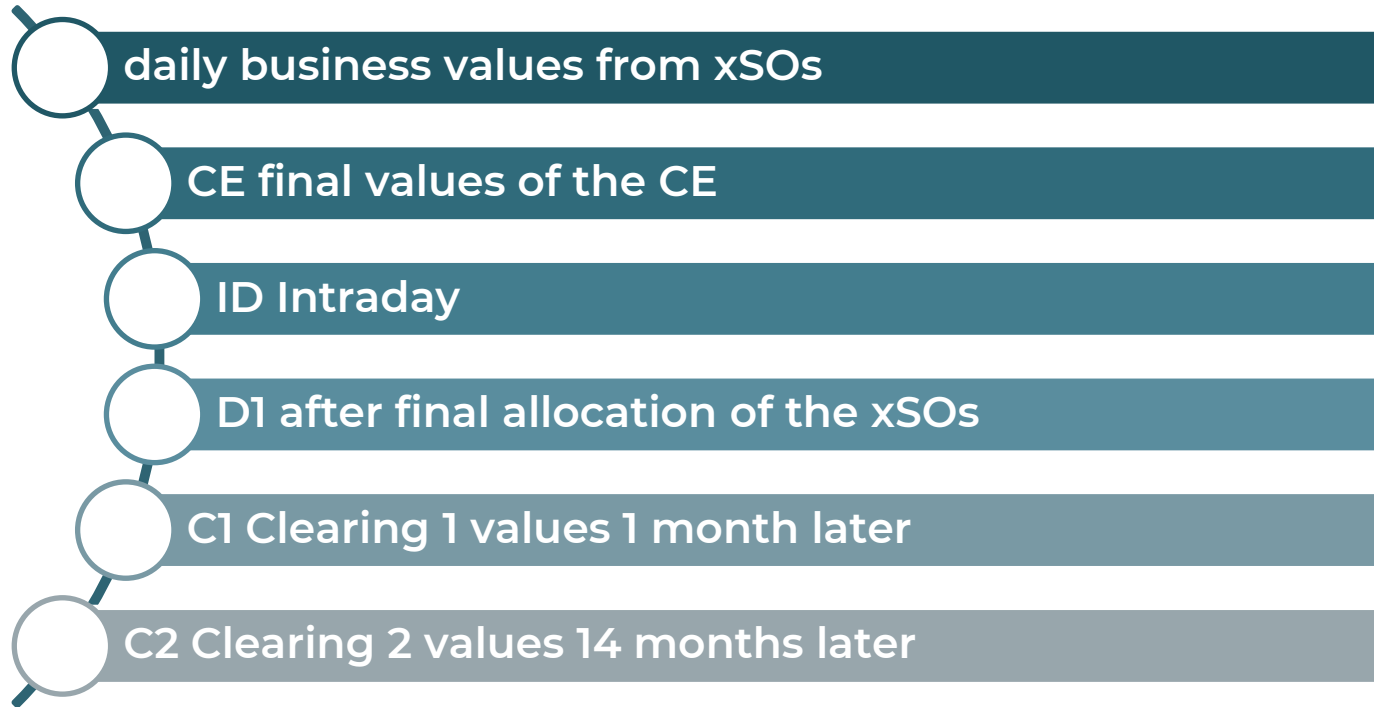 daily business values from xSOs
CE final values of the CE
ID Intraday
D1 after final allocation of the xSOs
C1 Clearing 1 values 1 month later
C2 Clearing 2 values 14 months later